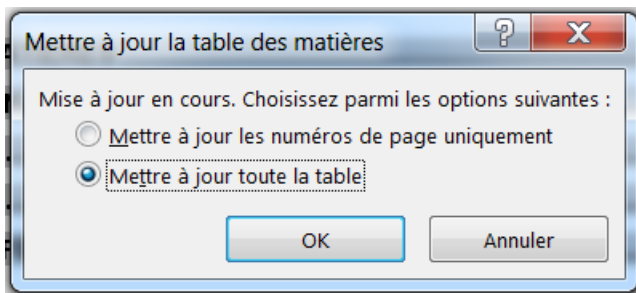 Mettre à jour la table des matières
Mise à jour en cours. Choisissez parmi les options suivantes :
Mettre à jour les numéros de page uniquement
Mettre à jour toute la table
OK
Annuler